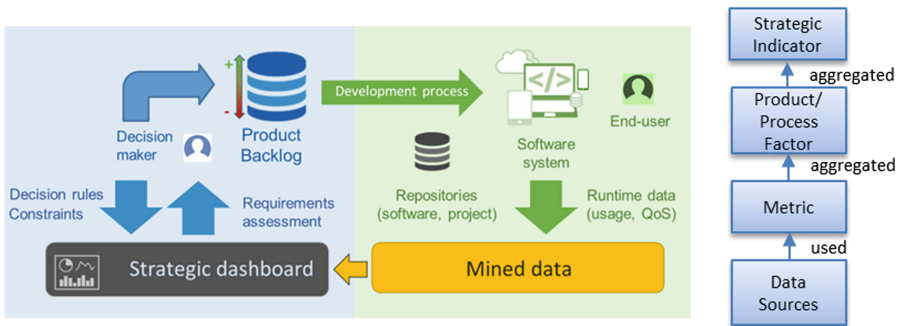 +
-
Decision
maker
Product
Backlog
Development process
</>
End-user
Software
system
Repositories
(software, project)
Decision rules
Constraints
Requirements
assessment
Runtime data
(usage, QoS)
Strategic dashboard
Mined data
Strategic
Indicator
aggregated
Product/
Process
Factor
aggregated
Metric
used
Data
Sources